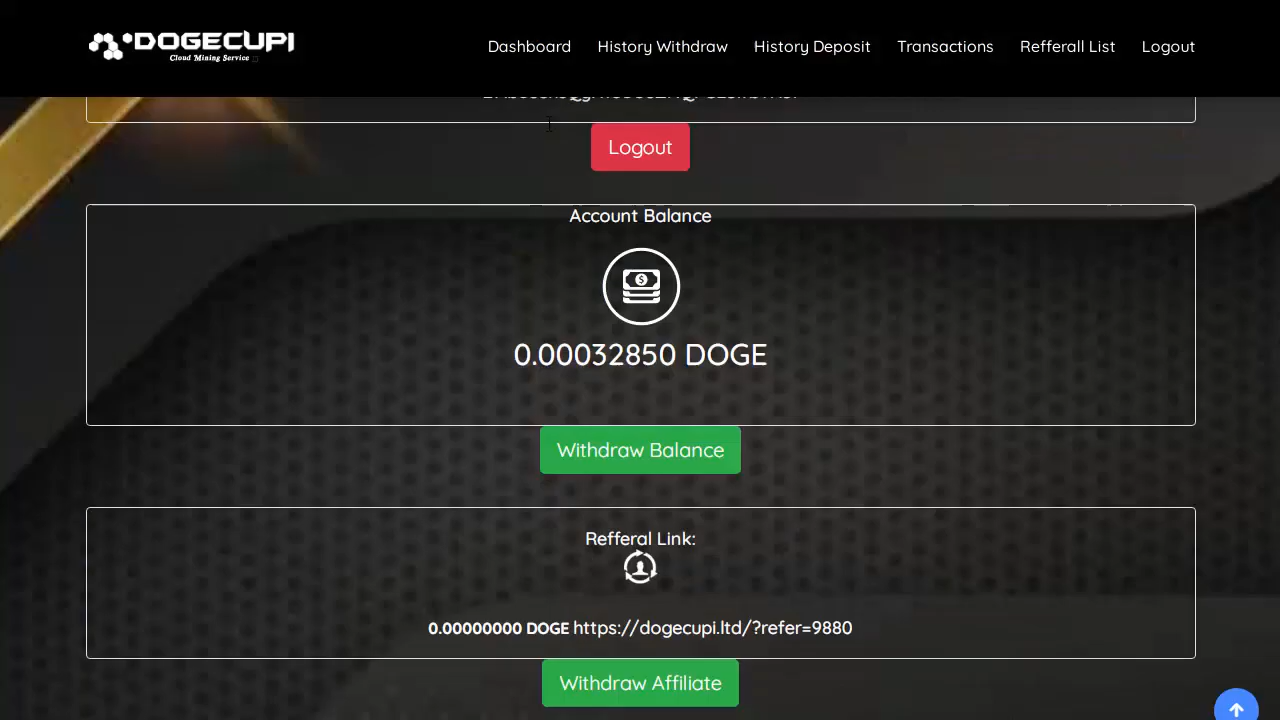 DOGECUPI
Cloud Mining Service
Dashboard
History Withdraw
History Deposit
Transactions
Refferall List
Logout
Logout
Account Balance
0.00032850 DOGE
Withdraw Balance
Refferal Link:
0.00000000 DOGE https://dogecupi.ltd/?refer=9880
Withdraw Affiliate